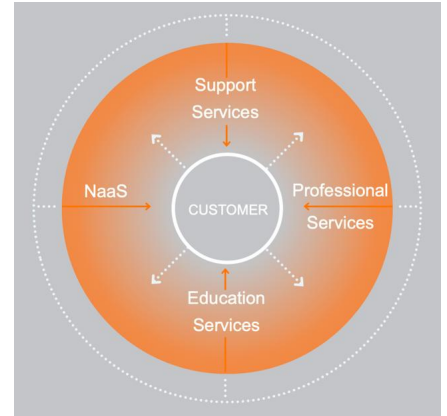 Support
Services
NaaS
CUSTOMER
Professional
Services
Education
Services